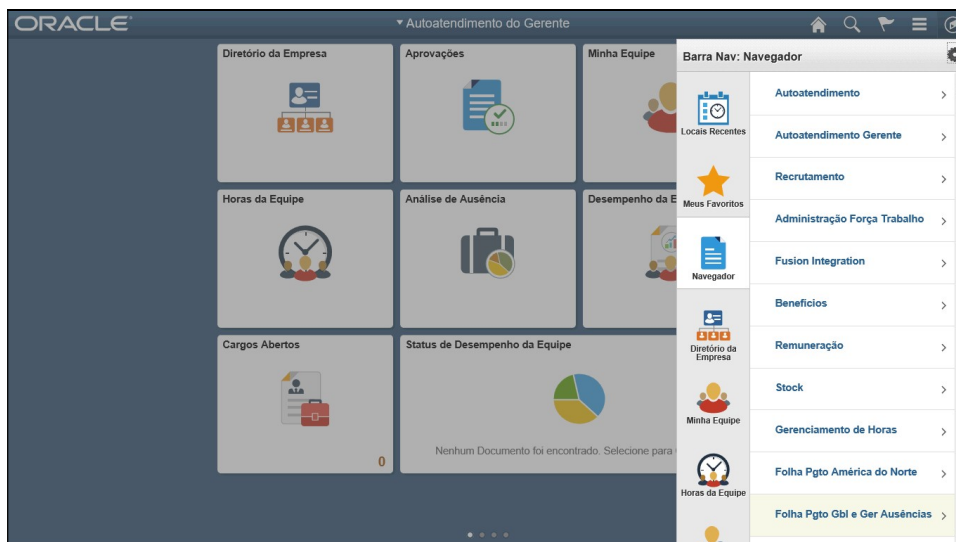 ORACLE
Autoatendimento do Gerente
Diretório da Empresa
Aprovações
Minha Equipe
Horas da Equipe
Análise de Ausência
Desempenho da E
Cargos Abertos
0
Status de Desempenho da Equipe
Nenhum Documento foi encontrado. Selecione para
Barra Nav: Navegador
Locais Recentes
Meus Favoritos
Navegador
Diretório da
Empresa
Minha Equipe
Horas da Equipe
Autoatendimento
Autoatendimento Gerente
Recrutamento
Administração Força Trabalho
Fusion Integration
Benefícios
Remuneração
Stock
Gerenciamento de Horas
Folha Pgto América do Norte
Folha Pgto Gbl e Ger Ausências